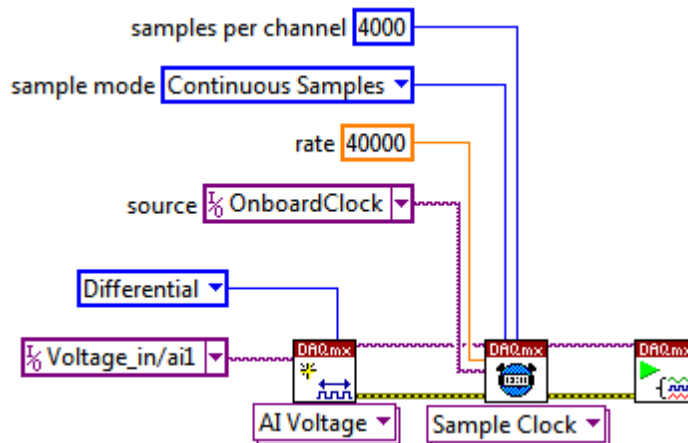 samples per channel 4000
sample mode Continuous Samples
rate 40000
source I/O OnboardClock
Differential
I/O Voltage_in/ai1
DAQmx
DAQmx
DAQmx
AI Voltage
Sample Clock